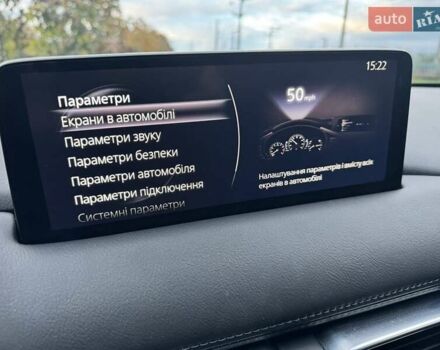 auto RIA
15:22
Параметри
Екрани в автомобілі
Параметри звуку
Параметри безпеки
Параметри автомобіля
Параметри підключення
Системні параметри
50 mph
Налаштування параметрів і вмісту всіх
екранів в автомобілі